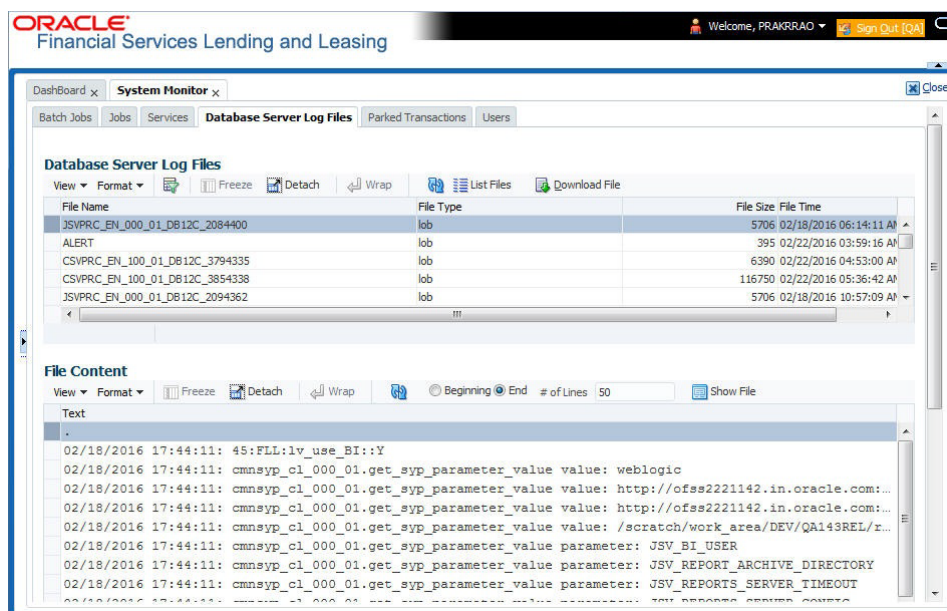 ORACLE®
Financial Services Lending and Leasing
Welcome, PRAKRRAO Sign Out [QA]
DashBoard x System Monitor x Close
Batch Jobs Jobs Services Database Server Log Files Parked Transactions Users
Database Server Log Files
View Format Freeze Detach Wrap List Files Download File
File Name File Type File Size File Time
JSVPRC_EN_000_01_DB12C_2084400 lob 5706 02/18/2016 06:14:11 AM
ALERT lob 395 02/22/2016 03:59:16 AM
CSVPRC_EN_100_01_DB12C_3794335 lob 6390 02/22/2016 04:53:00 AM
CSVPRC_EN_100_01_DB12C_3854338 lob 116750 02/22/2016 05:36:42 AM
JSVPRC_EN_000_01_DB12C_2094362 lob 5706 02/18/2016 10:57:09 AM
File Content
View Format Freeze Detach Wrap Beginning End # of Lines 50 Show File
Text
.
02/18/2016 17:44:11: 45:FLL:lv_use_BI::Y
02/18/2016 17:44:11: cmnsyp_cl_000_01.get_syp_parameter_value value: weblogic
02/18/2016 17:44:11: cmnsyp_cl_000_01.get_syp_parameter_value value: http://ofss2221142.in.oracle.com:...
02/18/2016 17:44:11: cmnsyp_cl_000_01.get_syp_parameter_value value: http://ofss2221142.in.oracle.com:...
02/18/2016 17:44:11: cmnsyp_cl_000_01.get_syp_parameter_value value: /scratch/work_area/DEV/QA143REL/r...
02/18/2016 17:44:11: cmnsyp_cl_000_01.get_syp_parameter_value parameter: JSV_BI_USER
02/18/2016 17:44:11: cmnsyp_cl_000_01.get_syp_parameter_value parameter: JSV_REPORT_ARCHIVE_DIRECTORY
02/18/2016 17:44:11: cmnsyp_cl_000_01.get_syp_parameter_value parameter: JSV_REPORTS_SERVER_TIMEOUT